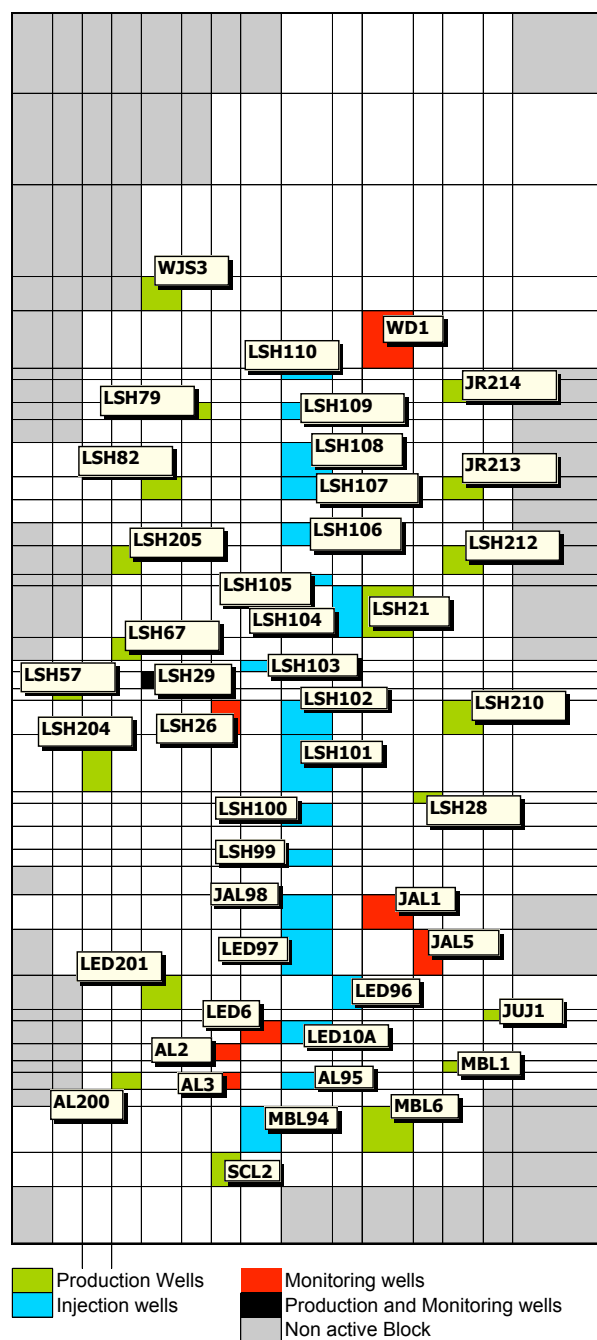 WJS3
WD1
LSH110
JR214
LSH79
LSH109
LSH108
LSH82
JR213
LSH107
LSH106
LSH205
LSH212
LSH105
LSH21
LSH104
LSH67
LSH103
LSH57
LSH29
LSH102
LSH210
LSH204
LSH26
LSH101
LSH100
LSH28
LSH99
JAL98
JAL1
JAL5
LED97
LED201
LED96
LED6
JUJ1
LED10A
AL2
MBL1
AL3
AL95
AL200
MBL94
MBL6
SCL2
Production Wells
Monitoring wells
Injection wells
Production and Monitoring wells
Non active Block